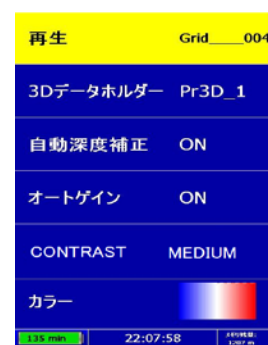 再生 Grid____004
3Dデータホルダー Pr3D_1
自動深度補正 ON
オートゲイン ON
CONTRAST MEDIUM
カラー
135 min 22:07:58 1207 m